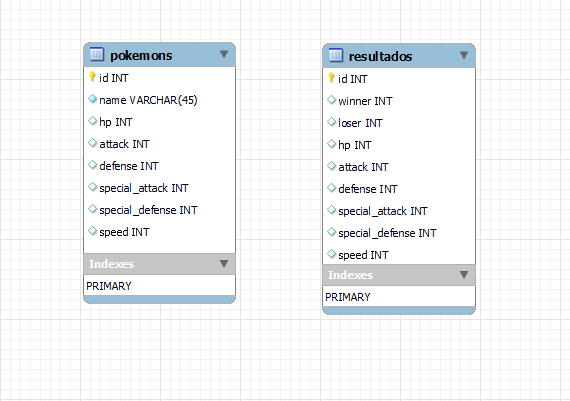 pokemons
id INT
name VARCHAR(45)
hp INT
attack INT
defense INT
special_attack INT
special_defense INT
speed INT
Indexes
PRIMARY
resultados
id INT
winner INT
loser INT
hp INT
attack INT
defense INT
special_attack INT
special_defense INT
speed INT
Indexes
PRIMARY